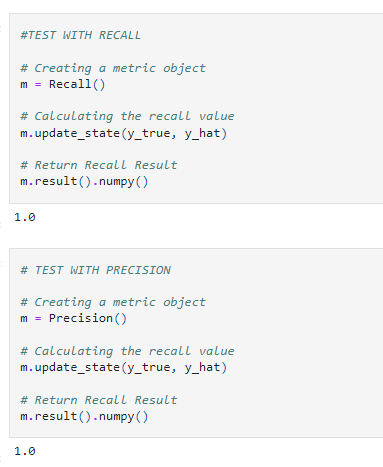 #TEST WITH RECALL
# Creating a metric object
m = Recall()
# Calculating the recall value
m.update_state(y_true, y_hat)
# Return Recall Result
m.result().numpy()
1.0
# TEST WITH PRECISION
# Creating a metric object
m = Precision()
# Calculating the recall value
m.update_state(y_true, y_hat)
# Return Recall Result
m.result().numpy()
1.0